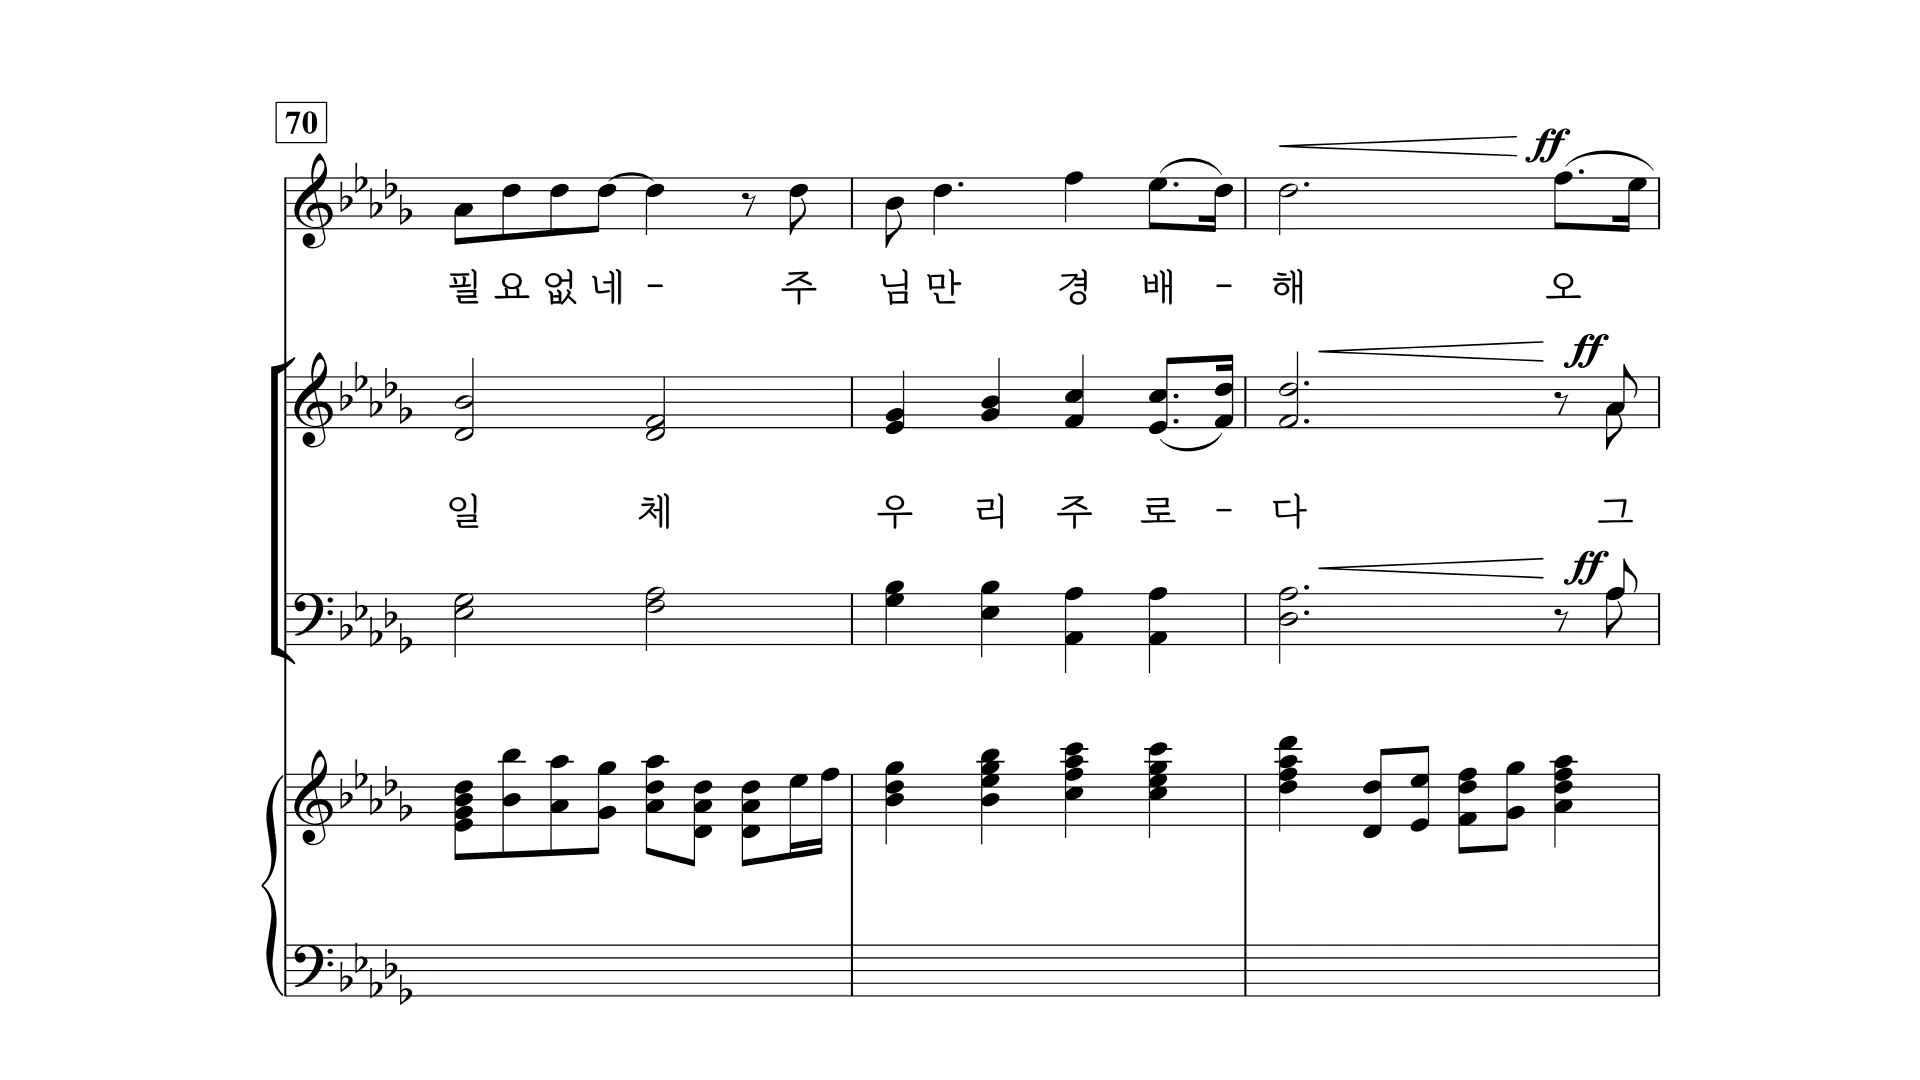 70
ff
필 요 없 네 - 주 님 만 경 배 - 해 오
ff
일 체 우 리 주 로 - 다 그
ff